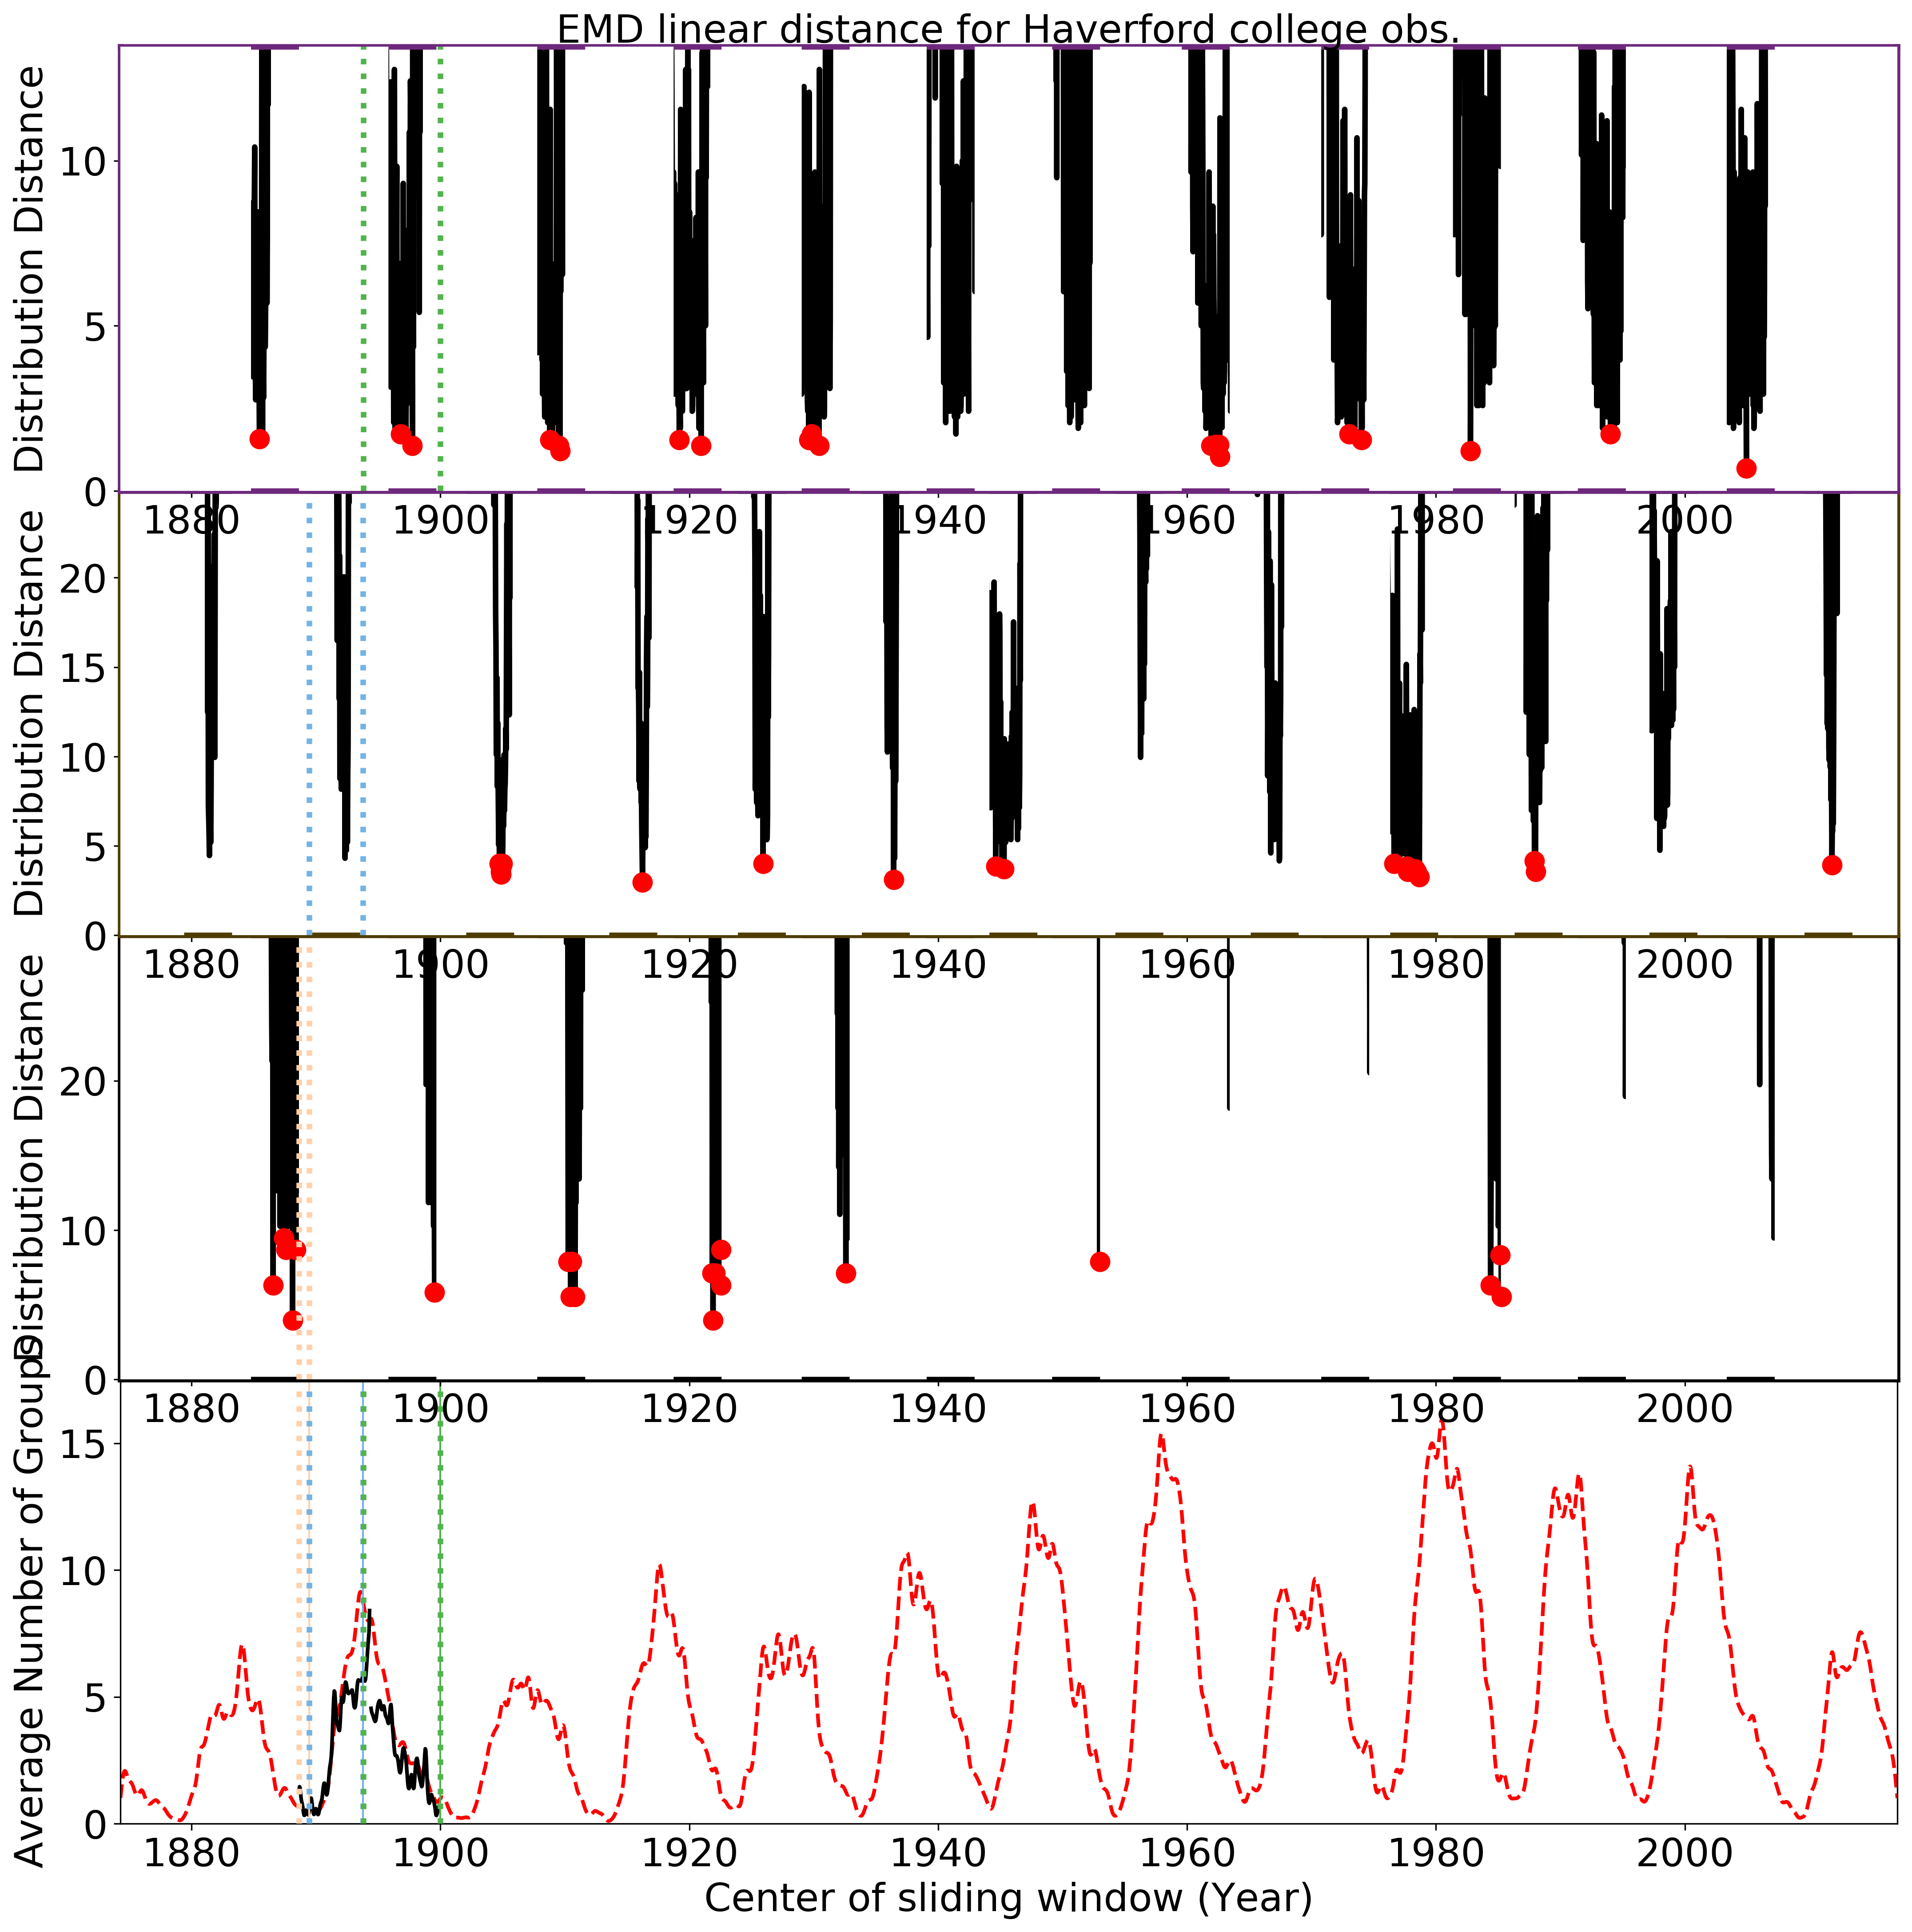 EMD linear distance for Haverford college obs.
Distribution Distance
10
5
0
1880 1900 1920 1940 1960 1980 2000
Distribution Distance
20
15
10
5
0
1880 1900 1920 1940 1960 1980 2000
Distribution Distance
20
10
0
1880 1900 1920 1940 1960 1980 2000
Average Number of Groups
15
10
5
0
1880 1900 1920 1940 1960 1980 2000
Center of sliding window (Year)